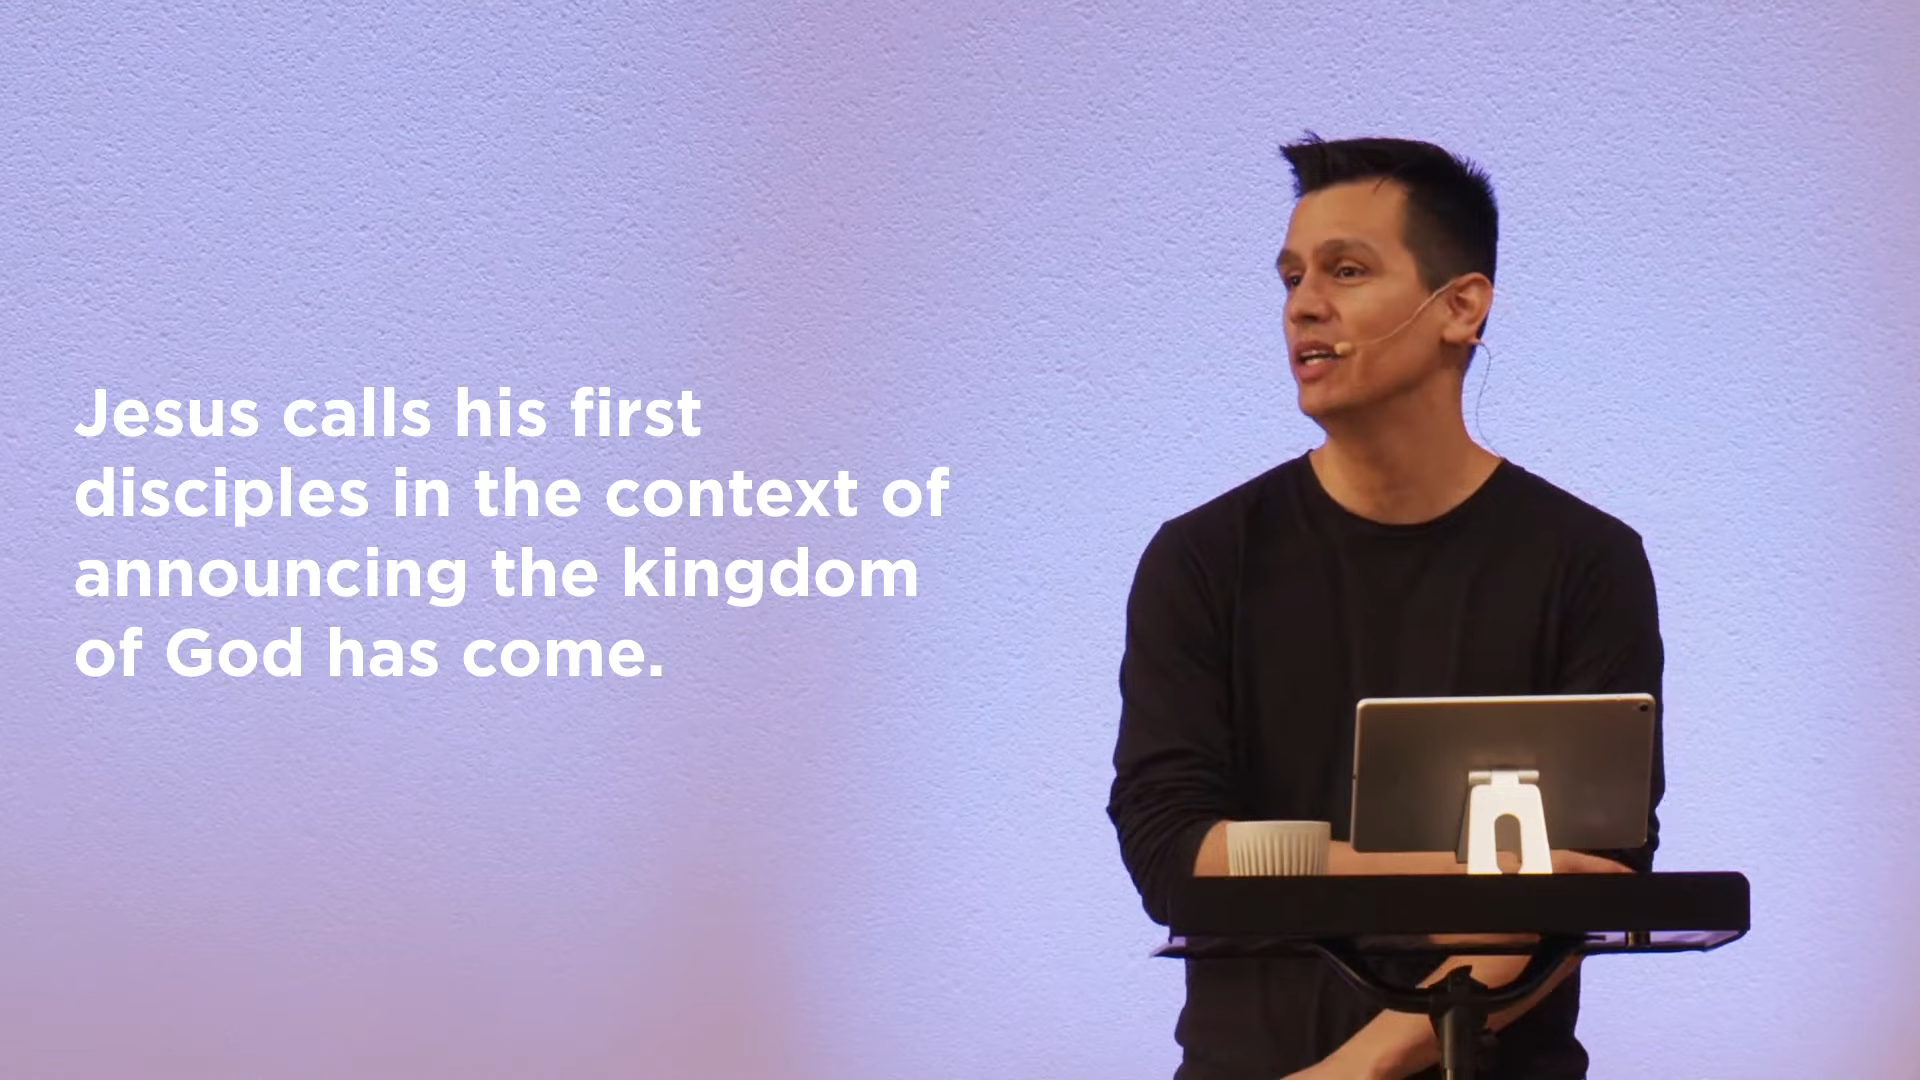 Jesus calls his first
disciples in the context of
announcing the kingdom
of God has come.